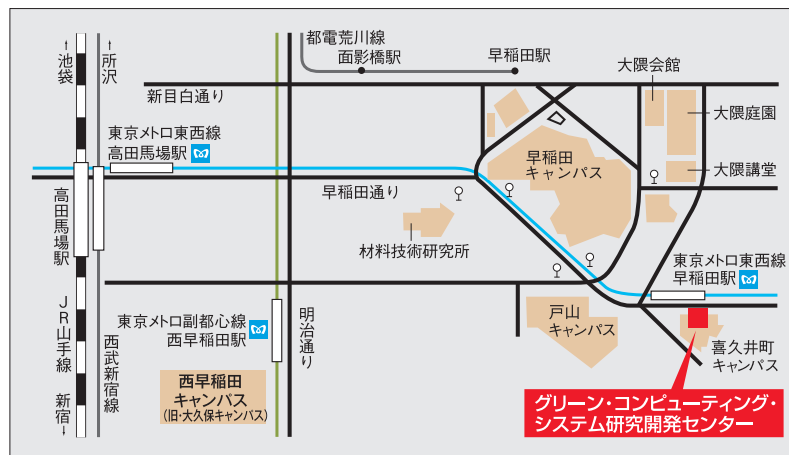 ←池袋
←所沢
都電荒川線
面影橋駅
早稲田駅
大隈会館
新目白通り
大隈庭園
東京メトロ東西線
高田馬場駅
早稲田
キャンパス
大隈講堂
早稲田通り
高田馬場駅
材料技術研究所
東京メトロ東西線
早稲田駅
JR山手線
西武新宿線
東京メトロ副都心線
西早稲田駅
明治通り
戸山
キャンパス
喜久井町
キャンパス
西早稲田
キャンパス
(旧・大久保キャンパス)
新宿→
グリーン・コンピューティング・
システム研究開発センター